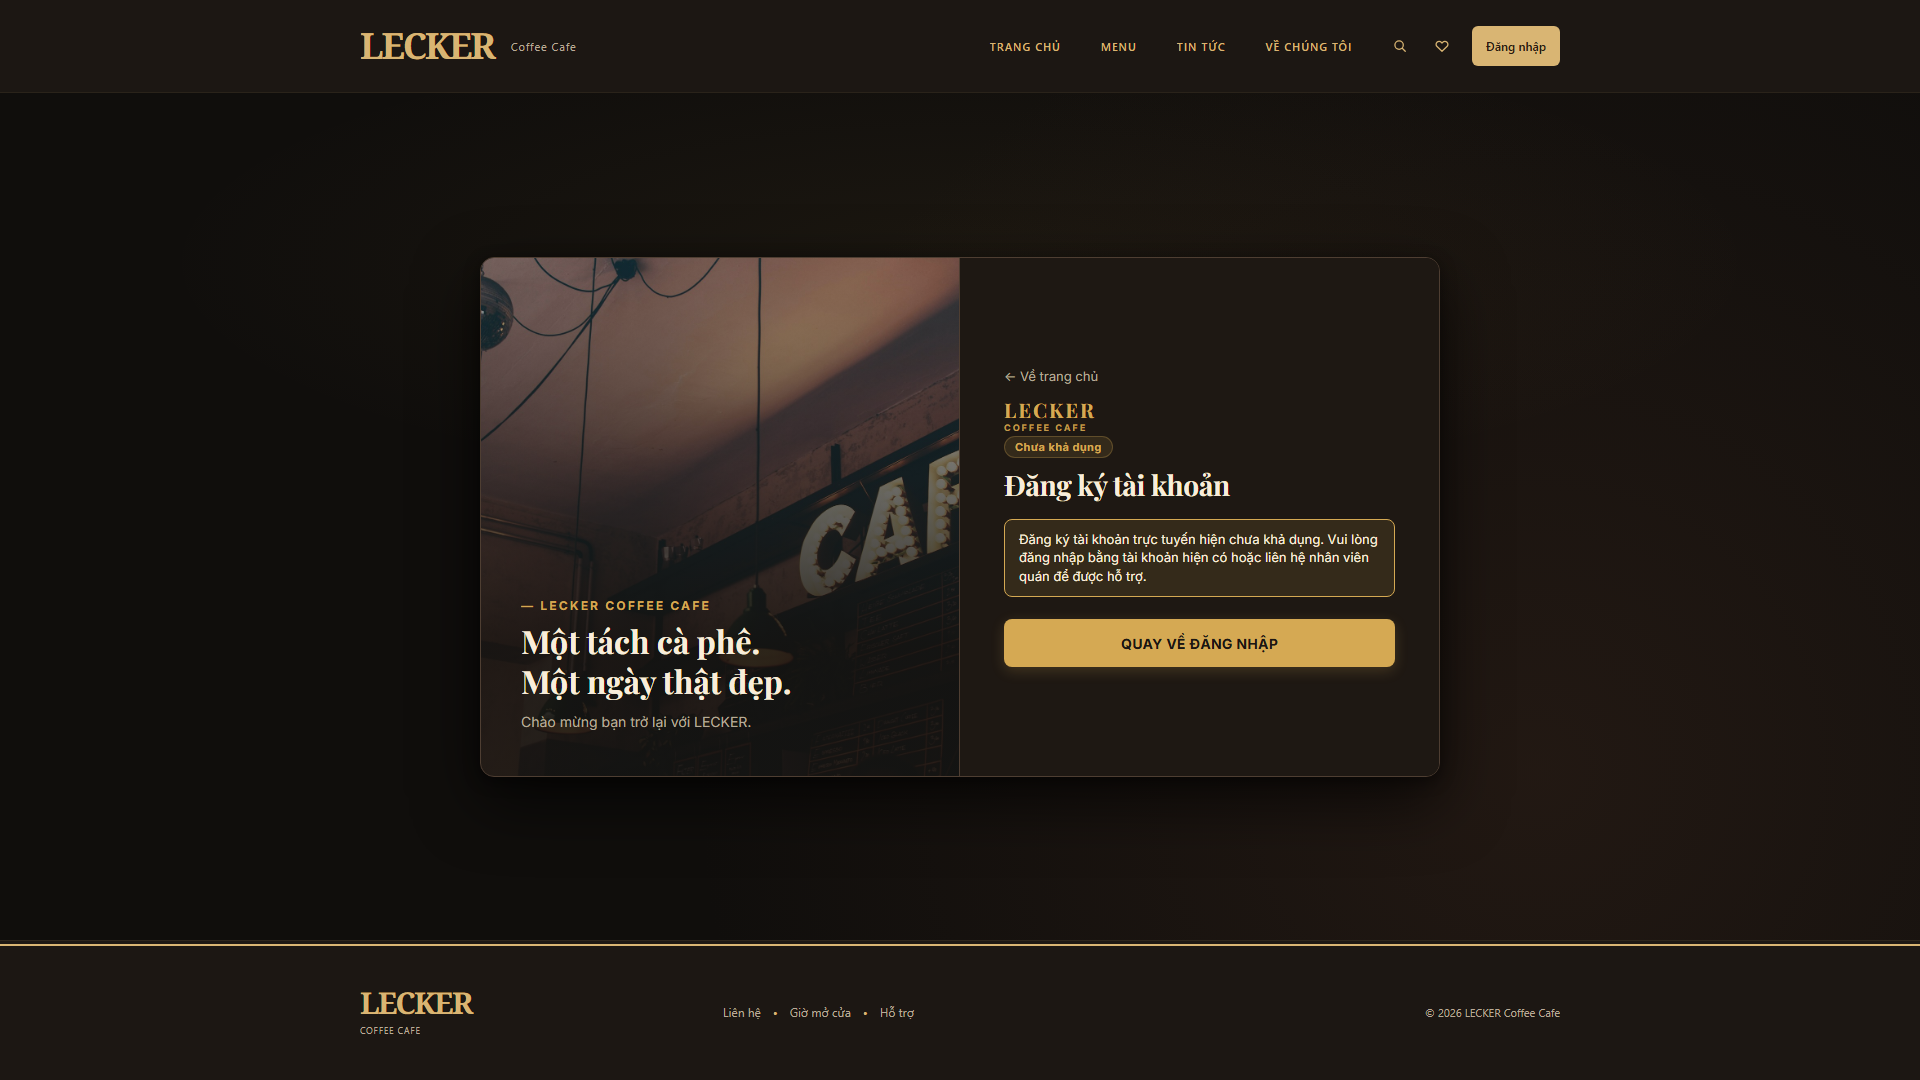 LECKER
Coffee Cafe
TRANG CHỦ
MENU
TIN TỨC
VỀ CHÚNG TÔI
Đăng nhập
CAF
— LECKER COFFEE CAFE
Một tách cà phê.
Một ngày thật đẹp.
Chào mừng bạn trở lại với LECKER.
← Về trang chủ
LECKER
COFFEE CAFE
Chưa khả dụng
Đăng ký tài khoản
Đăng ký tài khoản trực tuyến hiện chưa khả dụng. Vui lòng
đăng nhập bằng tài khoản hiện có hoặc liên hệ nhân viên
quán để được hỗ trợ.
QUAY VỀ ĐĂNG NHẬP
LECKER
COFFEE CAFE
Liên hệ • Giờ mở cửa • Hỗ trợ
© 2026 LECKER Coffee Cafe